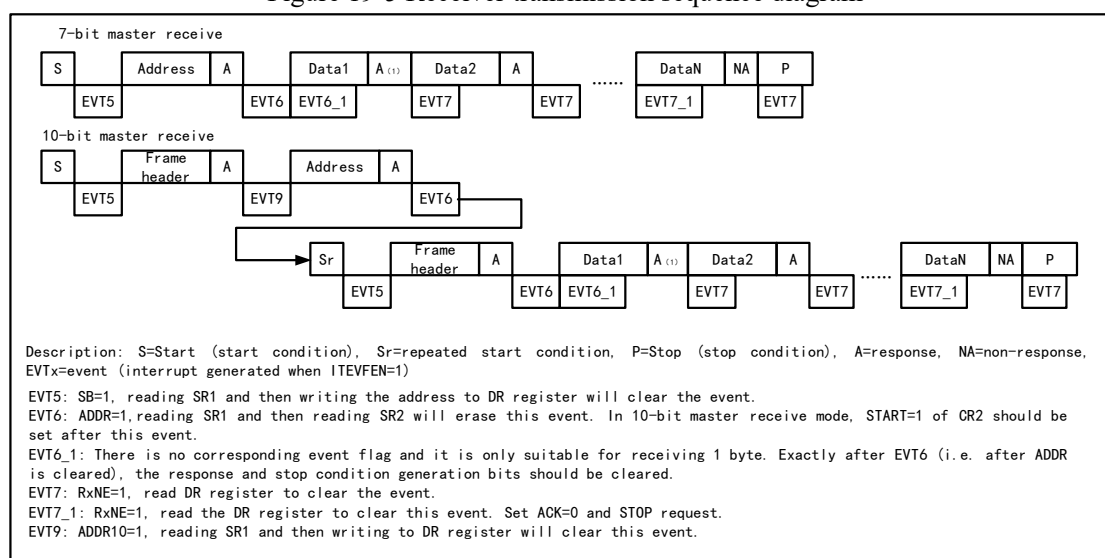 Figure 19-3 Receiver transmission sequence diagram
7-bit master receive
S Address A Data1 A(1) Data2 A ...... DataN NA P
EVT5 EVT6 EVT6_1 EVT7 EVT7 EVT7_1 EVT7
10-bit master receive
S Frame header A Address A
EVT5 EVT9 EVT6
Sr Frame header A Data1 A(1) Data2 A ...... DataN NA P
EVT5 EVT6 EVT6_1 EVT7 EVT7 EVT7_1 EVT7
Description: S=Start (start condition), Sr=repeated start condition, P=Stop (stop condition), A=response, NA=non-response,
EVTx=event (interrupt generated when ITEVFEN=1)
EVT5: SB=1, reading SR1 and then writing the address to DR register will clear the event.
EVT6: ADDR=1, reading SR1 and then reading SR2 will erase this event. In 10-bit master receive mode, START=1 of CR2 should be
set after this event.
EVT6_1: There is no corresponding event flag and it is only suitable for receiving 1 byte. Exactly after EVT6 (i.e. after ADDR
is cleared), the response and stop condition generation bits should be cleared.
EVT7: RxNE=1, read DR register to clear the event.
EVT7_1: RxNE=1, read the DR register to clear this event. Set ACK=0 and STOP request.
EVT9: ADDR10=1, reading SR1 and then writing to DR register will clear this event.